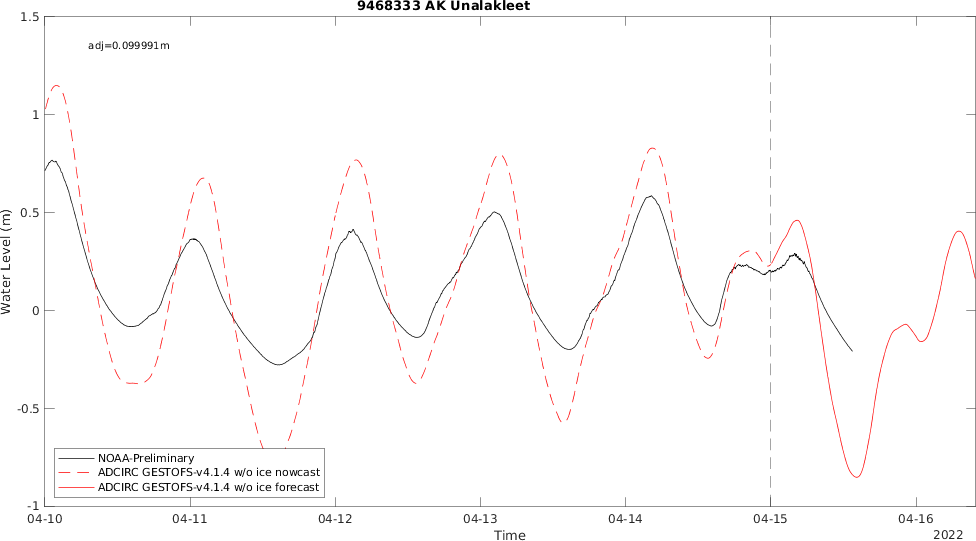 9468333 AK Unalakleet
adj=0.099991m
1.5
1
0.5
0
-0.5
-1
Water Level (m)
NOAA-Preliminary
ADCIRC GESTOFS-v4.1.4 w/o ice nowcast
ADCIRC GESTOFS-v4.1.4 w/o ice forecast
04-10 04-11 04-12 04-13 04-14 04-15 04-16
Time
2022